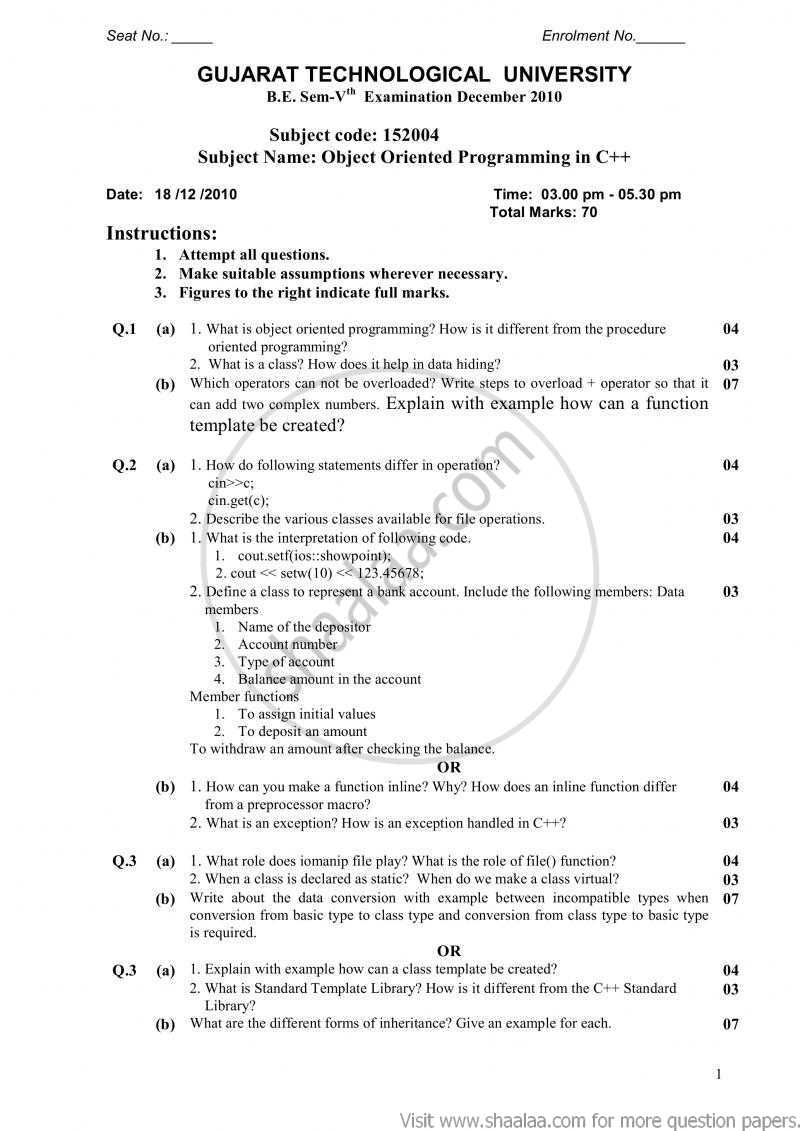 Seat No.: _____ Enrolment No.______
GUJARAT TECHNOLOGICAL UNIVERSITY
B.E. Sem-Vth Examination December 2010
Subject code: 152004
Subject Name: Object Oriented Programming in C++
Date: 18 /12 /2010 Time: 03.00 pm - 05.30 pm
Total Marks: 70
Instructions:
1. Attempt all questions.
2. Make suitable assumptions wherever necessary.
3. Figures to the right indicate full marks.
Q.1 (a) 1. What is object oriented programming? How is it different from the procedure 04
oriented programming?
2. What is a class? How does it help in data hiding? 03
(b) Which operators can not be overloaded? Write steps to overload + operator so that it 07
can add two complex numbers. Explain with example how can a function
template be created?
Q.2 (a) 1. How do following statements differ in operation? 04
cin>>c;
cin.get(c);
2. Describe the various classes available for file operations. 03
(b) 1. What is the interpretation of following code. 04
1. cout.setf(ios::showpoint);
2. cout << setw(10) << 123.45678;
2. Define a class to represent a bank account. Include the following members: Data 03
members
1. Name of the depositor
2. Account number
3. Type of account
4. Balance amount in the account
Member functions
1. To assign initial values
2. To deposit an amount
To withdraw an amount after checking the balance.
OR
(b) 1. How can you make a function inline? Why? How does an inline function differ 04
from a preprocessor macro?
2. What is an exception? How is an exception handled in C++? 03
Q.3 (a) 1. What role does iomanip file play? What is the role of file() function? 04
2. When a class is declared as static? When do we make a class virtual? 03
(b) Write about the data conversion with example between incompatible types when 07
conversion from basic type to class type and conversion from class type to basic type
is required.
OR
Q.3 (a) 1. Explain with example how can a class template be created? 04
2. What is Standard Template Library? How is it different from the C++ Standard 03
Library?
(b) What are the different forms of inheritance? Give an example for each. 07
1
shaalaa.com
Visit www.shaalaa.com for more question papers.